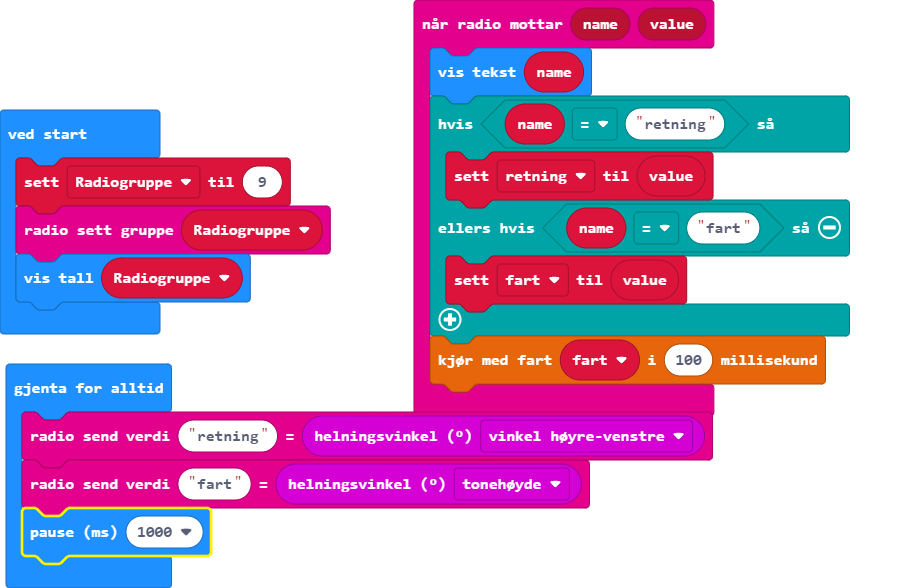 når radio mottar name value
vis tekst name
hvis name = "retning" så
sett retning til value
ellers hvis name = "fart" så
sett fart til value
kjør med fart fart i 100 millisekund
ved start
sett Radiogruppe til 9
radio sett gruppe Radiogruppe
vis tall Radiogruppe
gjenta for alltid
radio send verdi "retning" = helningsvinkel (º) vinkel høyre-venstre
radio send verdi "fart" = helningsvinkel (º) tonehøyde
pause (ms) 1000